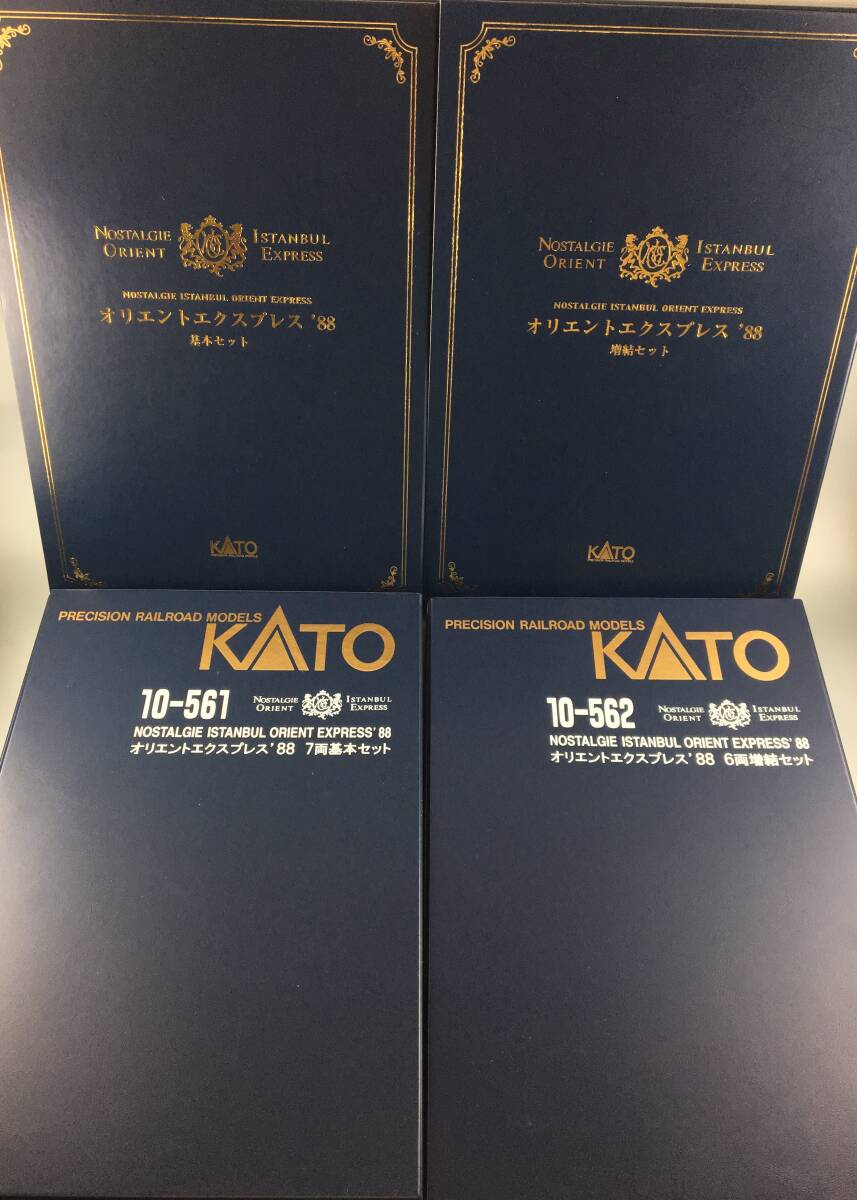 NOSTALGIE ISTANBUL
ORIENT EXPRESS
NOSTALGIE ISTANBUL ORIENT EXPRESS
オリエントエクスプレス '88
基本セット
KATO
PRECISION RAILROAD MODELS
NOSTALGIE ISTANBUL
ORIENT EXPRESS
NOSTALGIE ISTANBUL ORIENT EXPRESS
オリエントエクスプレス '88
増結セット
KATO
PRECISION RAILROAD MODELS
PRECISION RAILROAD MODELS
KATO
10-561 NOSTALGIE ISTANBUL
ORIENT EXPRESS
NOSTALGIE ISTANBUL ORIENT EXPRESS' 88
オリエントエクスプレス' 88 7両基本セット
PRECISION RAILROAD MODELS
KATO
10-562 NOSTALGIE ISTANBUL
ORIENT EXPRESS
NOSTALGIE ISTANBUL ORIENT EXPRESS' 88
オリエントエクスプレス' 88 6両増結セット